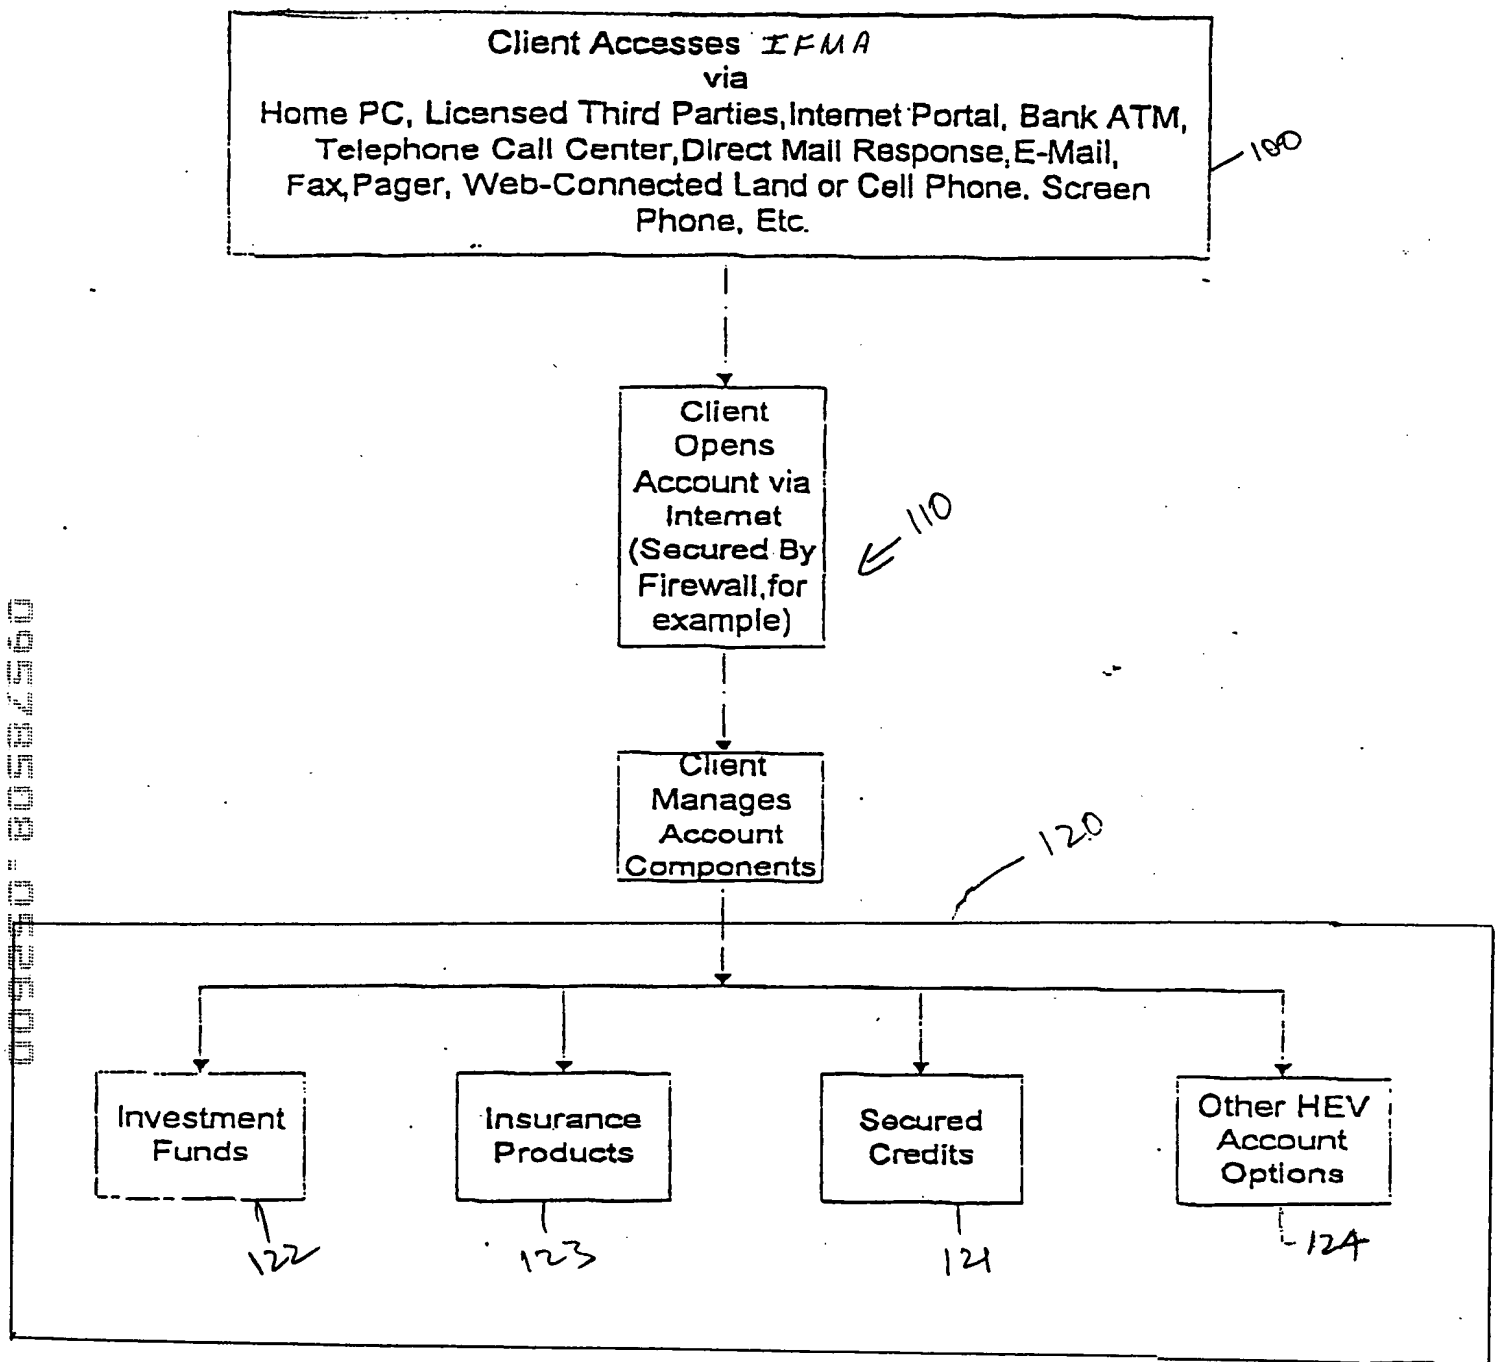 Client Accesses IFMA
via
Home PC, Licensed Third Parties, Internet Portal, Bank ATM,
Telephone Call Center, Direct Mail Response, E-Mail,
Fax, Pager, Web-Connected Land or Cell Phone. Screen
Phone, Etc.
100
Client
Opens
Account via
Internet
(Secured By
Firewall, for
example)
110
Client
Manages
Account
Components
120
Investment
Funds
122
Insurance
Products
123
Secured
Credits
121
Other HEV
Account
Options
124
09578508.052600